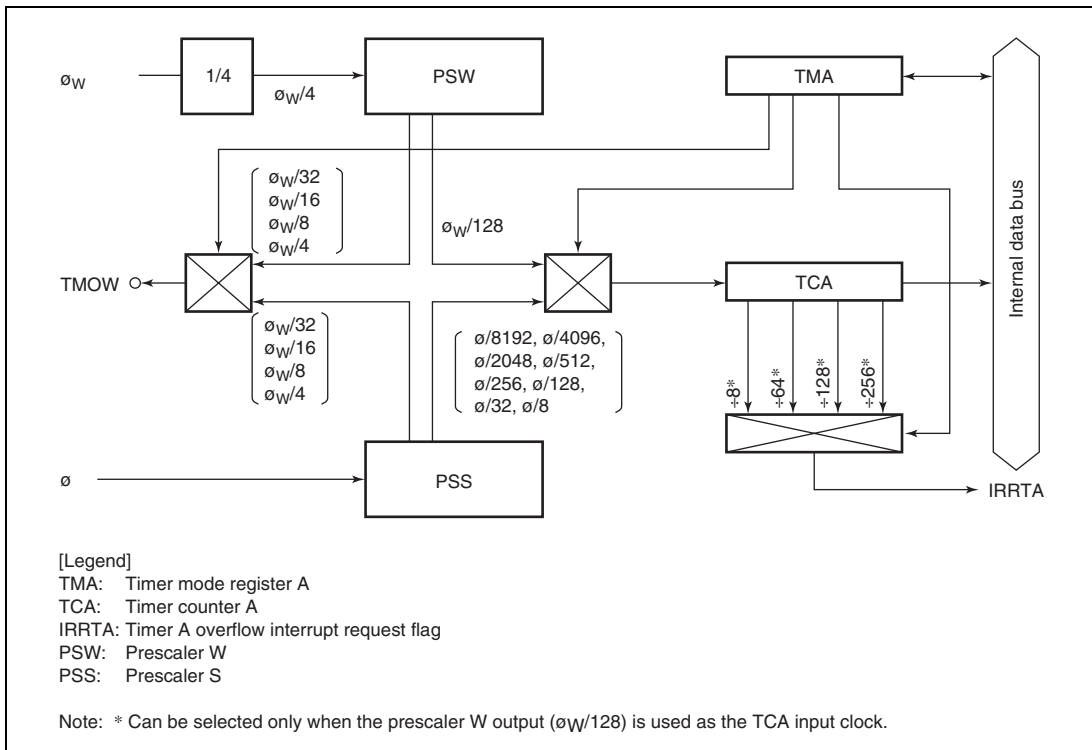 øW
1/4
øW/4
PSW
TMA
øW/32
øW/16
øW/8
øW/4
øW/128
TMOW
TCA
Internal data bus
øW/32
øW/16
øW/8
øW/4
ø/8192, ø/4096,
ø/2048, ø/512,
ø/256, ø/128,
ø/32, ø/8
÷8*
÷64*
÷128*
÷256*
ø
PSS
IRRTA
[Legend]
TMA: Timer mode register A
TCA: Timer counter A
IRRTA: Timer A overflow interrupt request flag
PSW: Prescaler W
PSS: Prescaler S
Note: * Can be selected only when the prescaler W output (øW/128) is used as the TCA input clock.